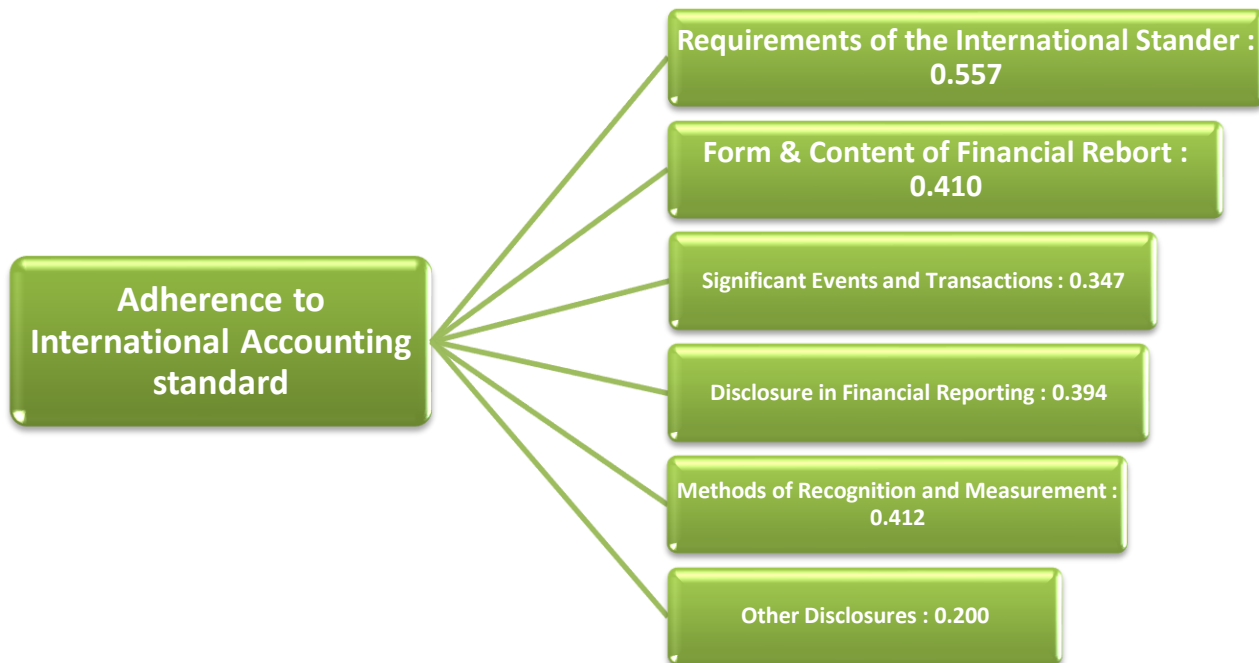 Requirements of the International Stander :
0.557
Form & Content of Financial Rebort :
0.410
Significant Events and Transactions : 0.347
Adherence to
International Accounting
standard
Disclosure in Financial Reporting : 0.394
Methods of Recognition and Measurement :
0.412
Other Disclosures : 0.200